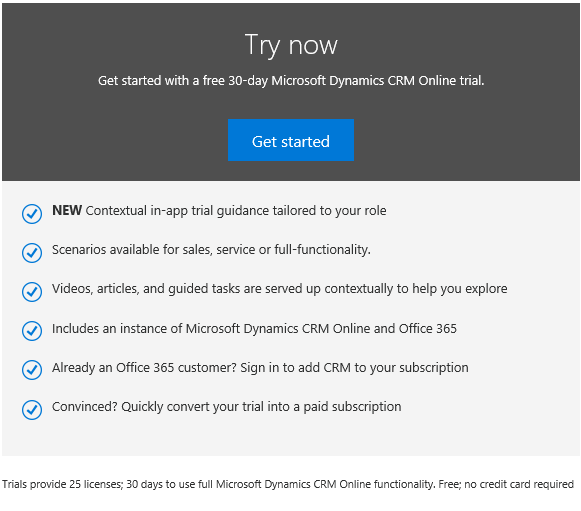 Try now
Get started with a free 30-day Microsoft Dynamics CRM Online trial.
Get started
NEW Contextual in-app trial guidance tailored to your role
Scenarios available for sales, service or full-functionality.
Videos, articles, and guided tasks are served up contextually to help you explore
Includes an instance of Microsoft Dynamics CRM Online and Office 365
Already an Office 365 customer? Sign in to add CRM to your subscription
Convinced? Quickly convert your trial into a paid subscription
Trials provide 25 licenses; 30 days to use full Microsoft Dynamics CRM Online functionality. Free; no credit card required